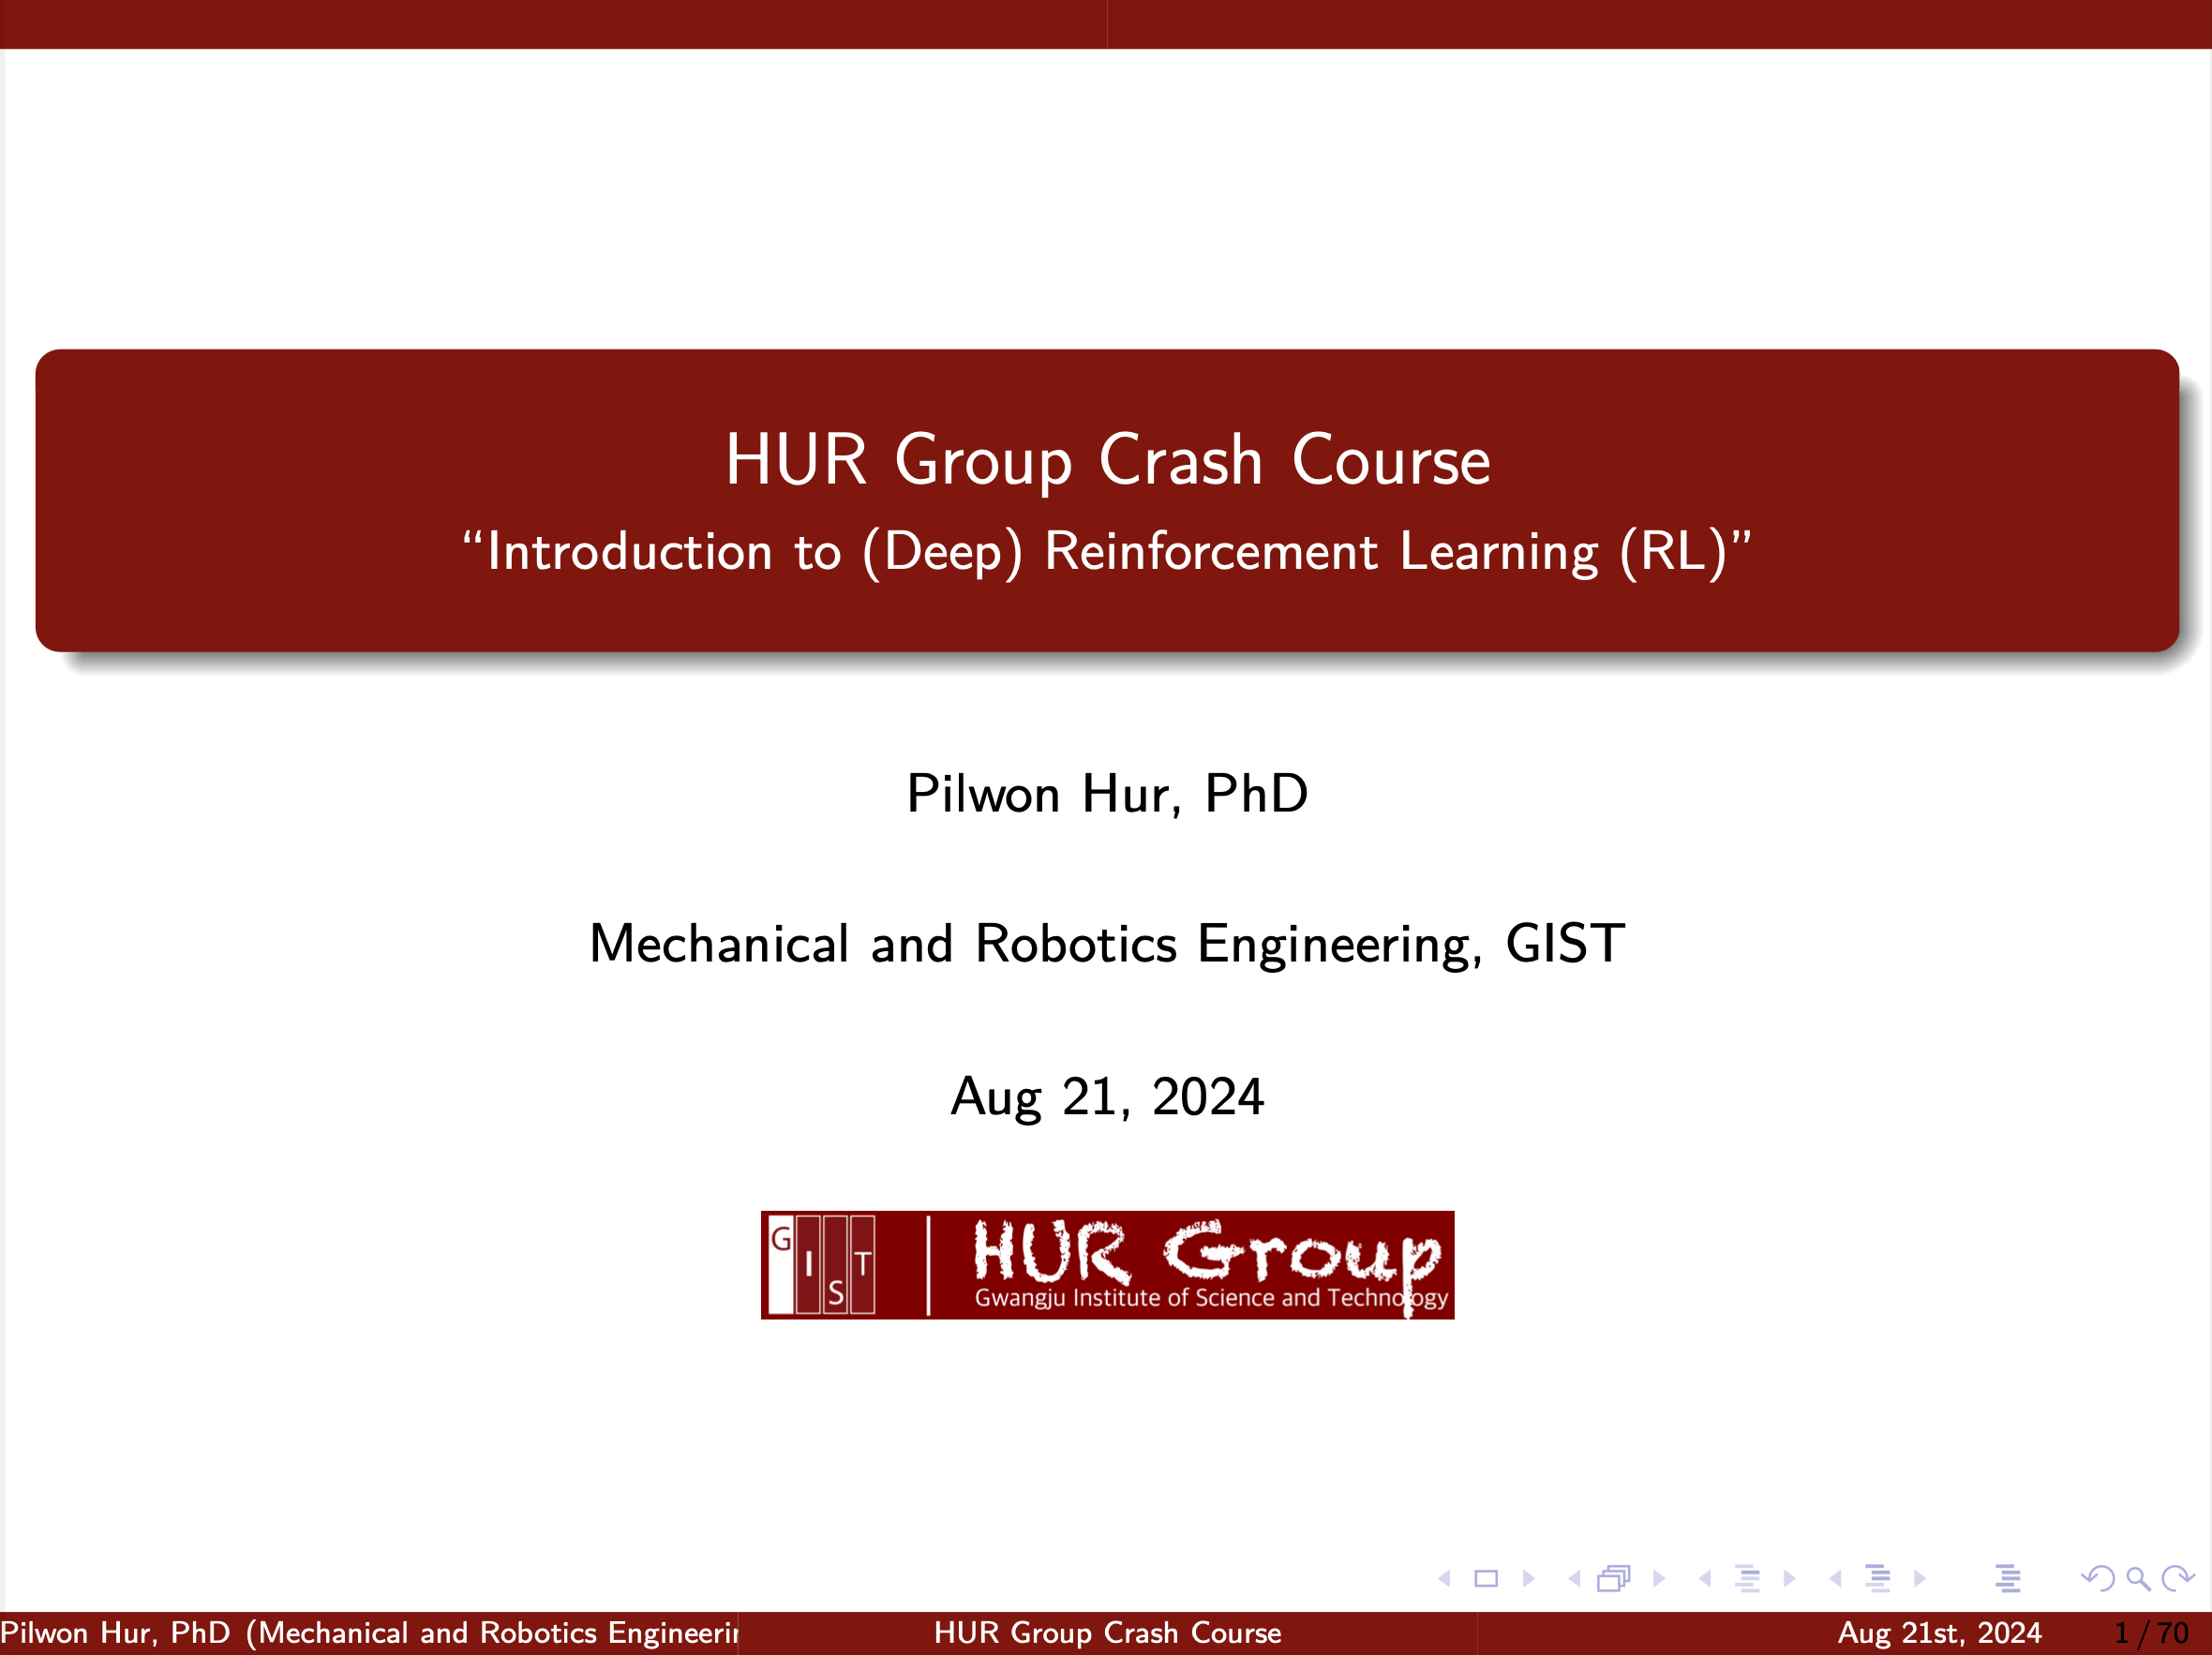 HUR Group Crash Course
“Introduction to (Deep) Reinforcement Learning (RL)”
Pilwon Hur, PhD
Mechanical and Robotics Engineering, GIST
Aug 21, 2024
GIST
HUR Group
Gwangju Institute of Science and Technology
Pilwon Hur, PhD (Mechanical and Robotics Engineerin
HUR Group Crash Course
Aug 21st, 2024
1 / 70